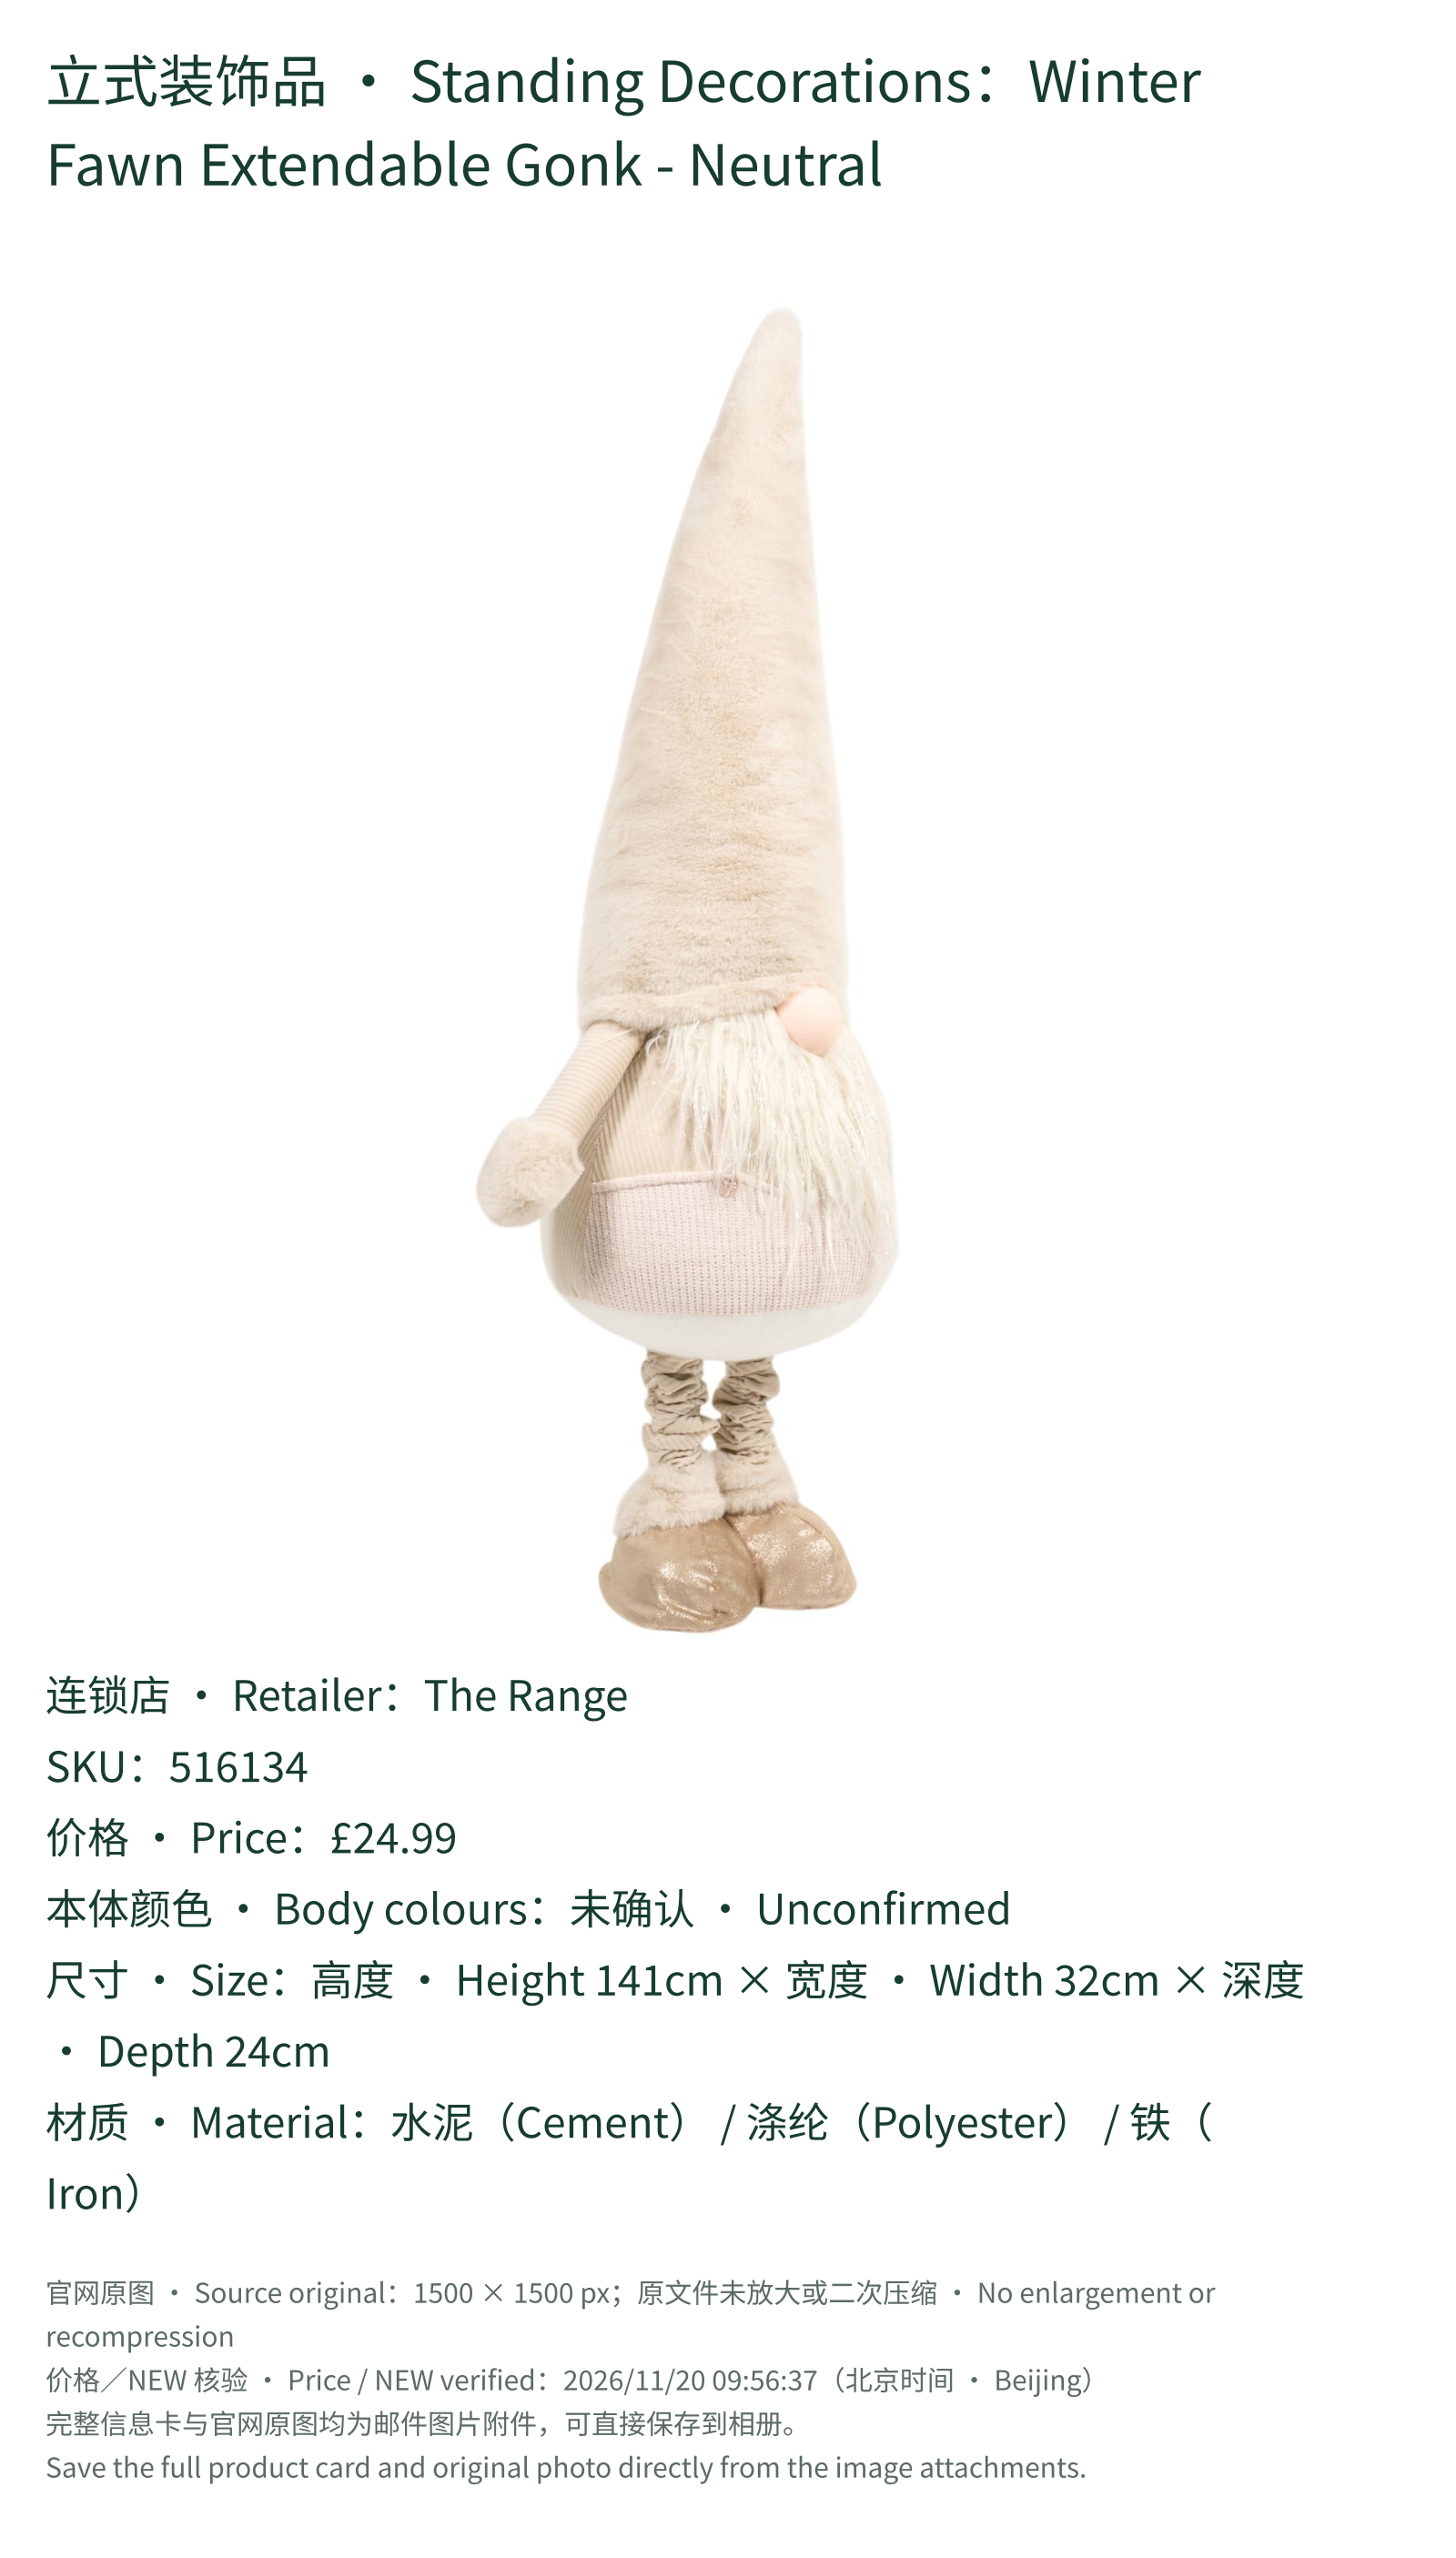 立式装饰品 · Standing Decorations：Winter
Fawn Extendable Gonk - Neutral
连锁店 · Retailer：The Range
SKU：516134
价格 · Price：£24.99
本体颜色 · Body colours：未确认 · Unconfirmed
尺寸 · Size：高度 · Height 141cm × 宽度 · Width 32cm × 深度
· Depth 24cm
材质 · Material：水泥（Cement） / 涤纶（Polyester） / 铁（
Iron）
官网原图 · Source original：1500 × 1500 px；原文件未放大或二次压缩 · No enlargement or
recompression
价格／NEW 核验 · Price / NEW verified：2026/11/20 09:56:37（北京时间 · Beijing）
完整信息卡与官网原图均为邮件图片附件，可直接保存到相册。
Save the full product card and original photo directly from the image attachments.